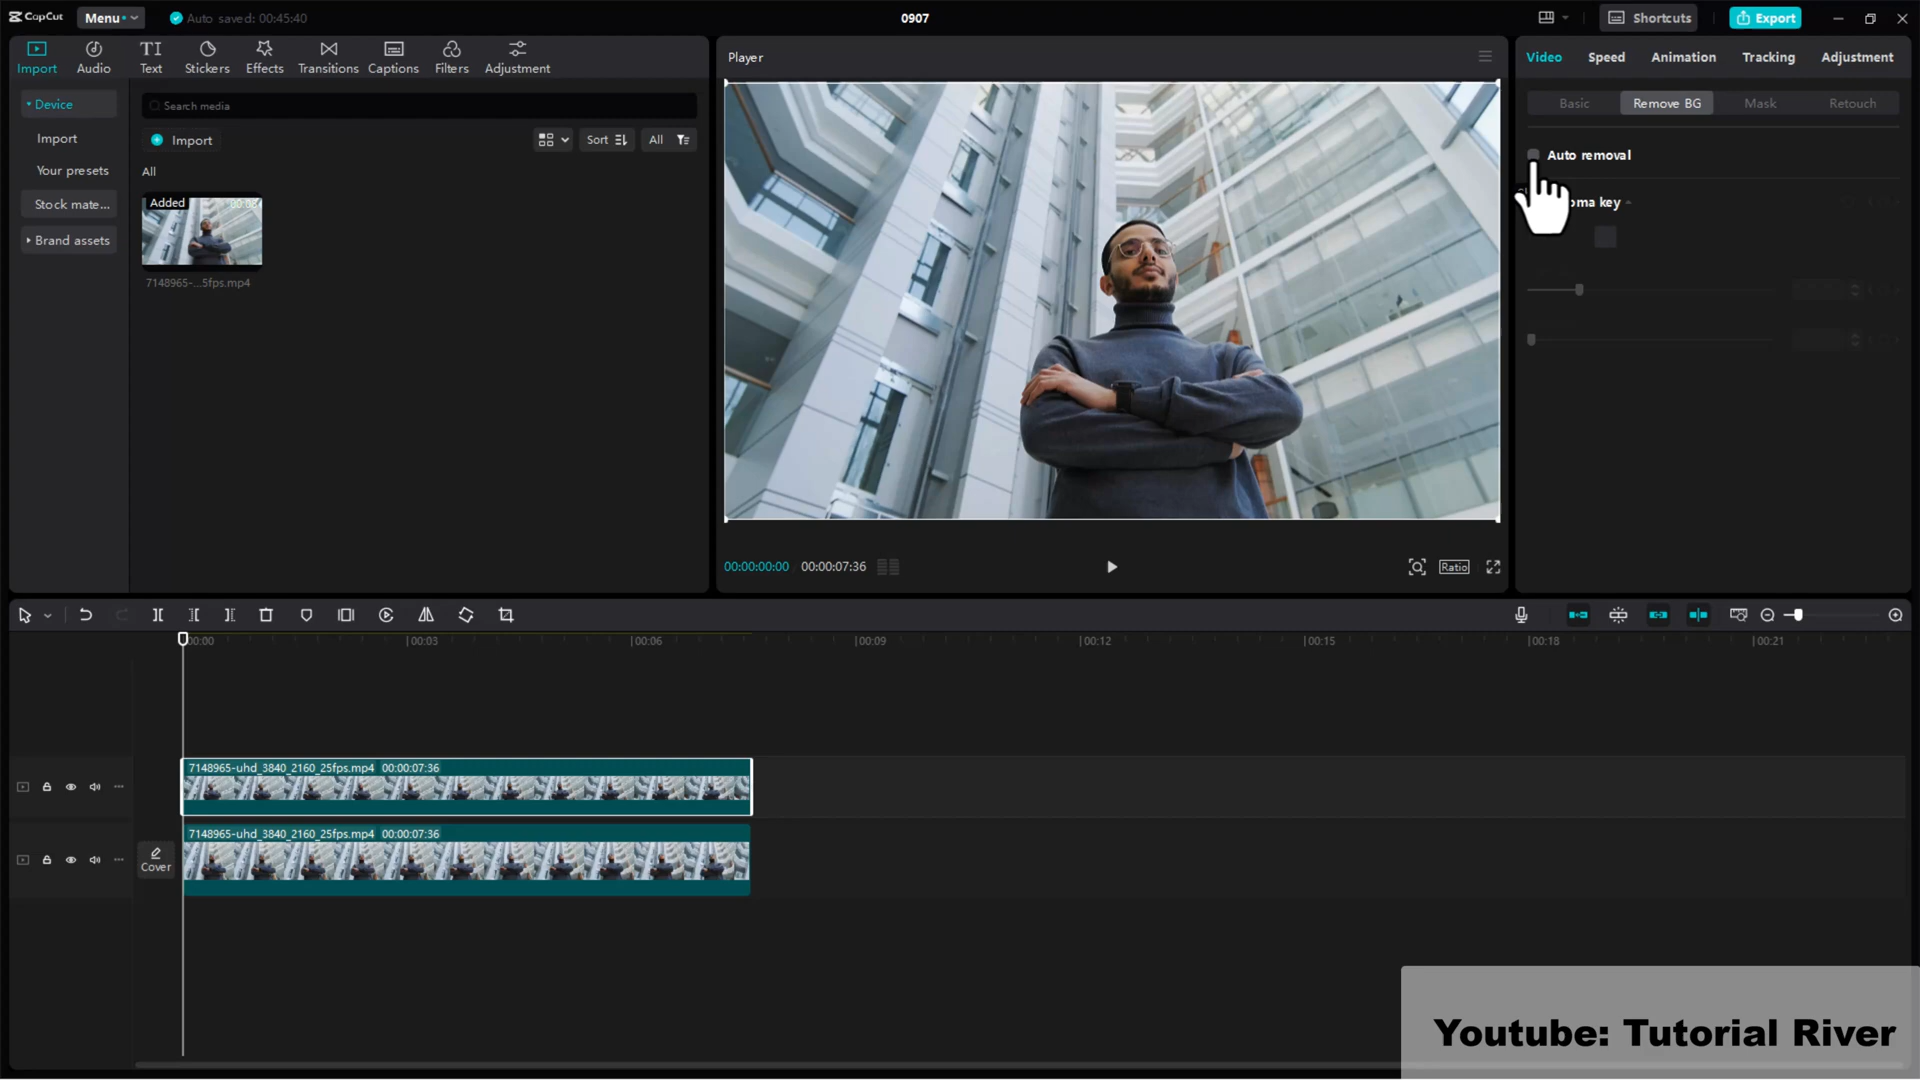 CapCut
Menu
Auto saved: 00:45:40
0907
Shortcuts
Export
Import
Audio
Text
Stickers
Effects
Transitions
Captions
Filters
Adjustment
Device
Import
Your presets
Stock mate...
Brand assets
Search media
Import
Sort
All
All
Added
7148965-...5fps.mp4
Player
00:00:00:00
00:00:07:36
Ratio
Video
Speed
Animation
Tracking
Adjustment
Basic
Remove BG
Mask
Retouch
Auto removal
oma key
00:00
00:03
00:06
00:09
00:12
00:15
00:18
00:21
7148965-uhd_3840_2160_25fps.mp4 00:00:07:36
7148965-uhd_3840_2160_25fps.mp4 00:00:07:36
Cover
Youtube: Tutorial River